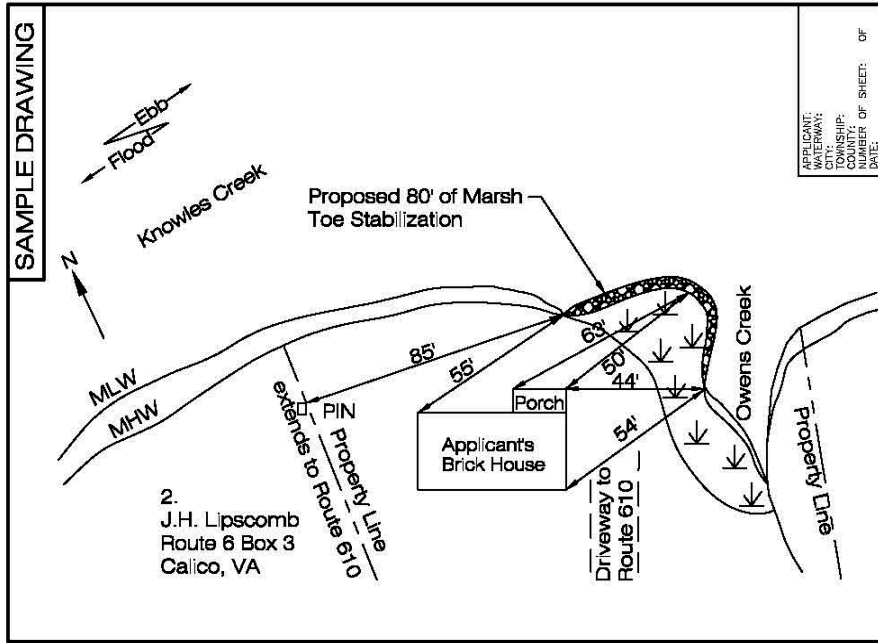 SAMPLE DRAWING
Ebb
Flood
Knowles Creek
N
Proposed 80' of Marsh
Toe Stabilization
MLW
MHW
85'
55'
63'
50'
44'
54'
PIN
Porch
Applicant's
Brick House
Property Line
extends to Route 610
2.
J.H. Lipscomb
Route 6 Box 3
Calico, VA
Driveway to
Route 610
Owens Creek
Property Line
APPLICANT:
WATERWAY:
CITY:
TOWNSHIP:
COUNTY:
NUMBER OF SHEET: OF
DATE: